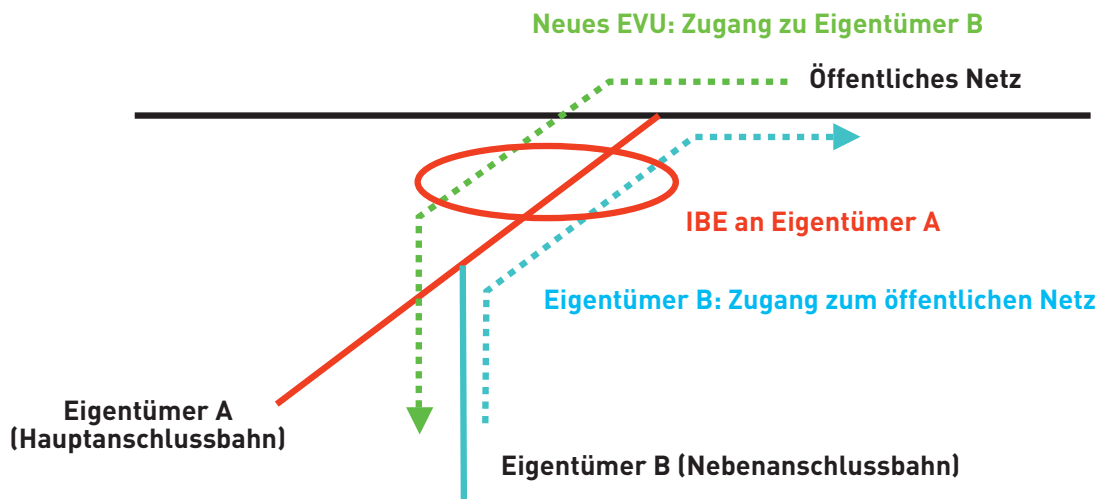 Neues EVU: Zugang zu Eigentümer B
Öffentliches Netz
IBE an Eigentümer A
Eigentümer B: Zugang zum öffentlichen Netz
Eigentümer A
(Hauptanschlussbahn)
Eigentümer B (Nebenanschlussbahn)